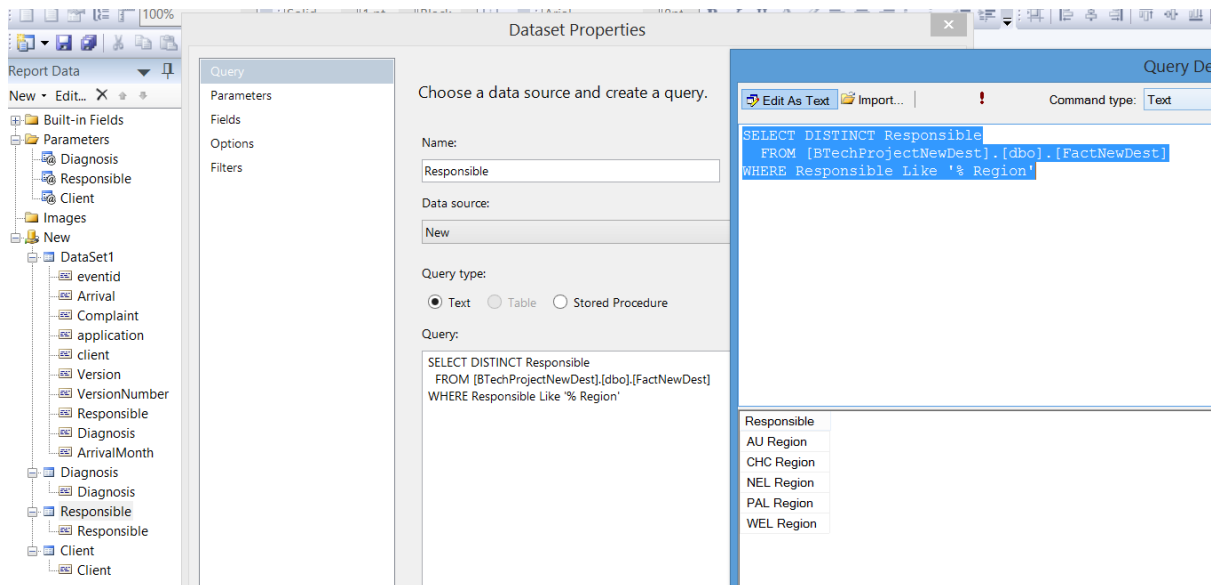 100%
Dataset Properties
Report Data
New Edit...
Built-in Fields
Parameters
Diagnosis
Responsible
Client
Images
New
DataSet1
eventid
Arrival
Complaint
application
client
Version
VersionNumber
Responsible
Diagnosis
ArrivalMonth
Diagnosis
Diagnosis
Responsible
Responsible
Client
Client
Query
Parameters
Fields
Options
Filters
Choose a data source and create a query.
Name:
Responsible
Data source:
New
Query type:
Text Table Stored Procedure
Query:
SELECT DISTINCT Responsible
FROM [BTechProjectNewDest].[dbo].[FactNewDest]
WHERE Responsible Like '% Region'
Query De
Edit As Text Import... ! Command type: Text
SELECT DISTINCT Responsible
FROM [BTechProjectNewDest].[dbo].[FactNewDest]
WHERE Responsible Like '% Region'
Responsible
AU Region
CHC Region
NEL Region
PAL Region
WEL Region